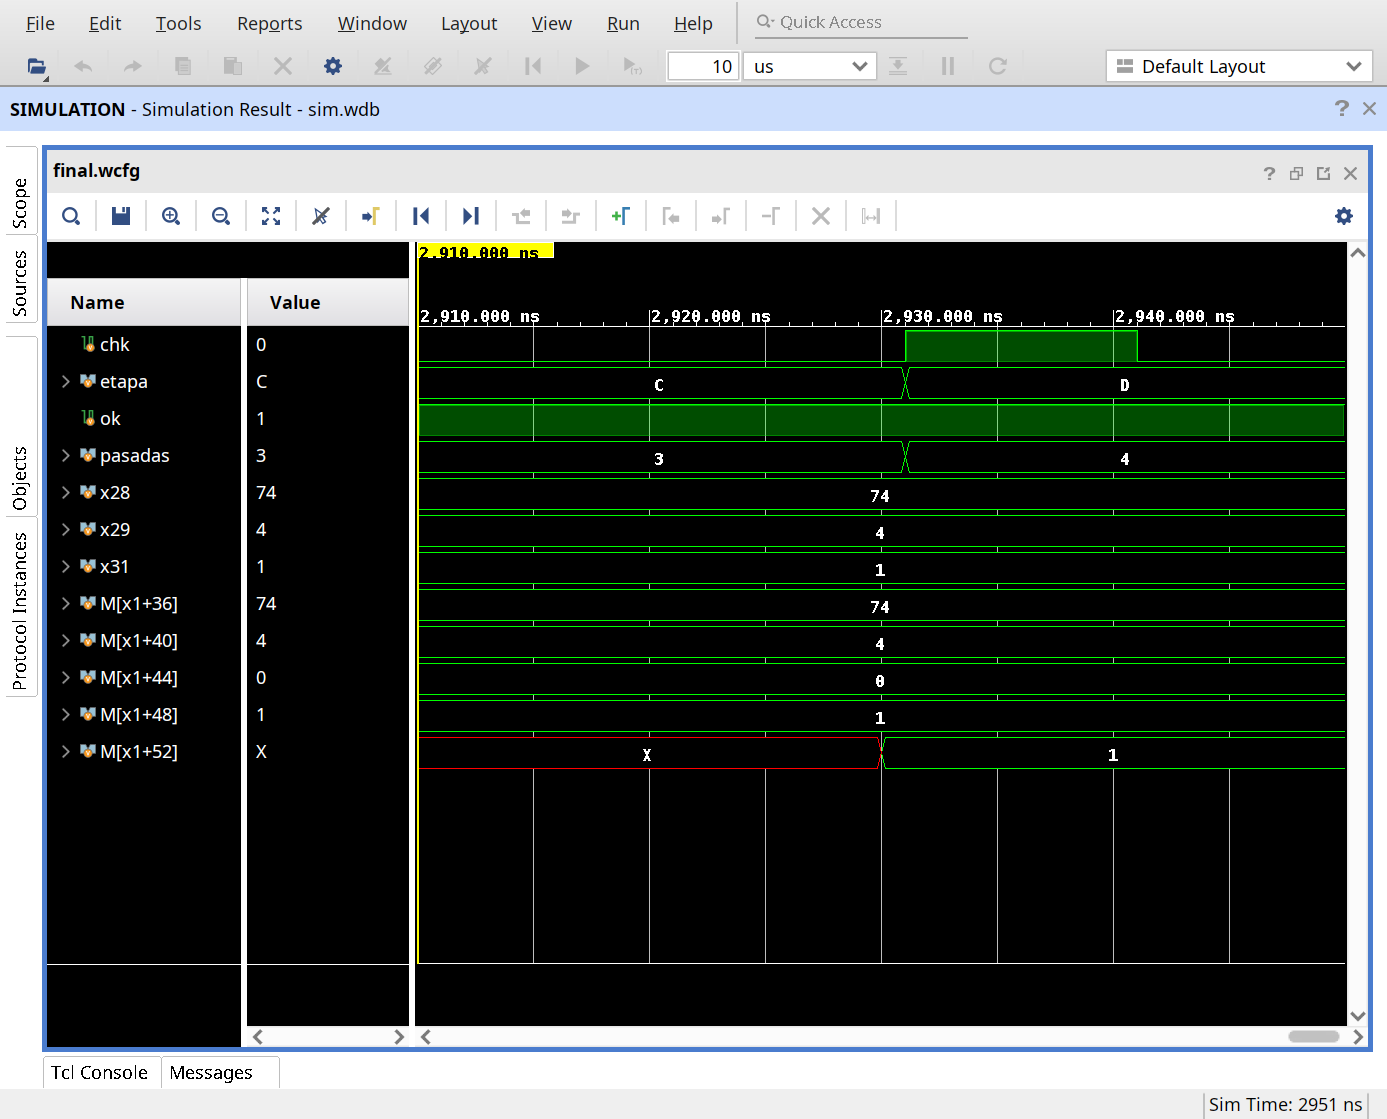 File Edit Tools Reports Window Layout View Run Help Quick Access
10 us Default Layout
SIMULATION - Simulation Result - sim.wdb
final.wcfg
Scope
Sources
Objects
Protocol Instances
2,910.000 ns
Name Value
2,910.000 ns 2,920.000 ns 2,930.000 ns 2,940.000 ns
chk 0
etapa C C D
ok 1
pasadas 3 3 4
x28 74 74
x29 4 4
x31 1 1
M[x1+36] 74 74
M[x1+40] 4 4
M[x1+44] 0 0
M[x1+48] 1 1
M[x1+52] X X 1
Tcl Console Messages
Sim Time: 2951 ns